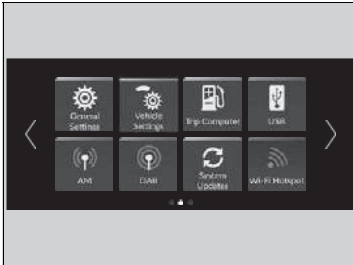 General
Settings
Vehicle
Settings
Trip Computer
USB
AM
DAB
System
Updates
Wi-Fi Hotspot